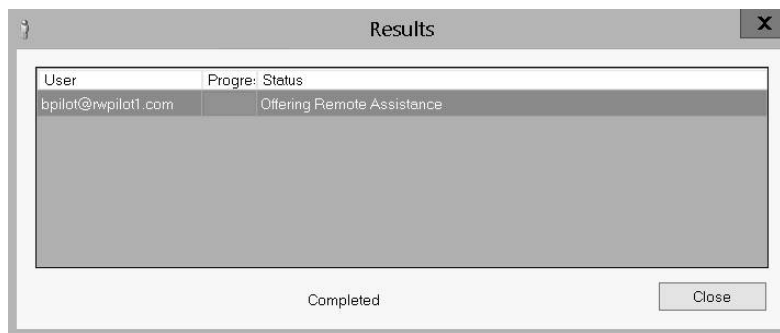 Results
X
User Progre: Status
bpilot@rwpilot1.com Offering Remote Assistance
Completed
Close